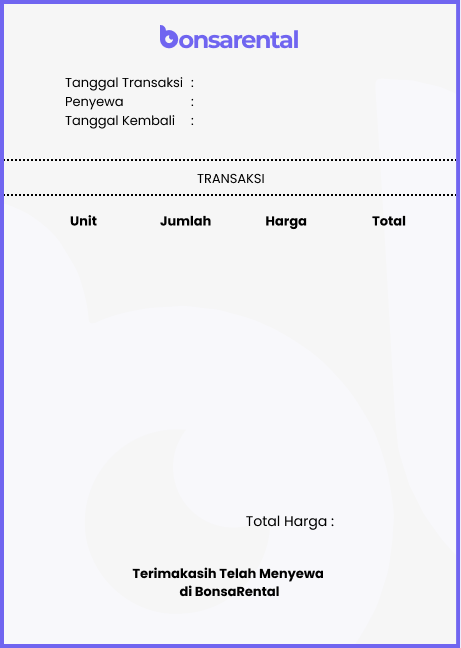 bonsarental
Tanggal Transaksi :
Penyewa :
Tanggal Kembali :
TRANSAKSI
Unit Jumlah Harga Total
Total Harga :
Terimakasih Telah Menyewa
di BonsaRental